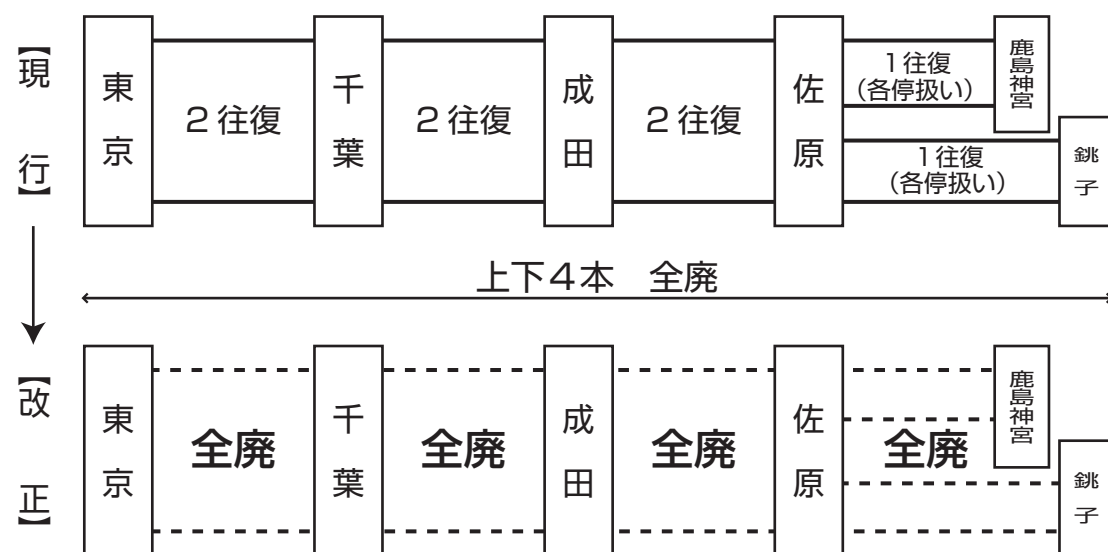 【現行】
東京
2往復
千葉
2往復
成田
2往復
佐原
1往復
(各停扱い)
鹿島神宮
1往復
(各停扱い)
銚子
上下4本 全廃
【改正】
東京
全廃
千葉
全廃
成田
全廃
佐原
全廃
鹿島神宮
銚子